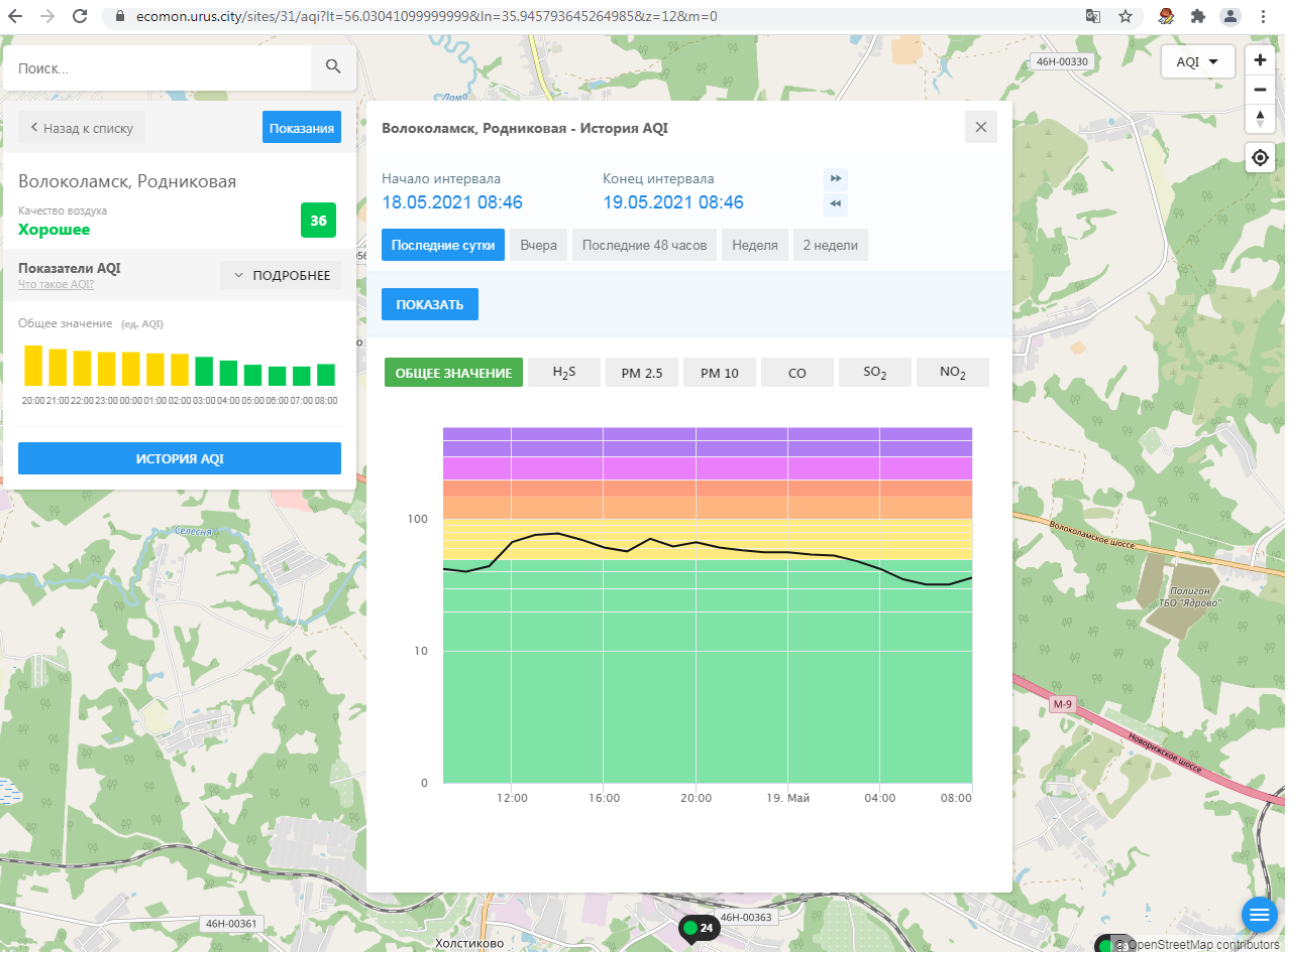 ecomon.urus.city/sites/31/aqi?lt=56.03041099999999&ln=35.945793645264985&z=12&m=0
Поиск...
46Н-00330
AQI
Лама
Назад к списку
Показания
Волоколамск, Родниковая - История AQI
Волоколамск, Родниковая
Качество воздуха
Хорошее
36
Начало интервала
Конец интервала
18.05.2021 08:46
19.05.2021 08:46
Последние сутки
Вчера
Последние 48 часов
Неделя
2 недели
Показатели AQI
Что такое AQI?
ПОДРОБНЕЕ
ПОКАЗАТЬ
Общее значение (ед. AQI)
20:00 21:00 22:00 23:00 00:00 01:00 02:00 03:00 04:00 05:00 06:00 07:00 08:00
ИСТОРИЯ AQI
ОБЩЕЕ ЗНАЧЕНИЕ
H2S
PM 2.5
PM 10
CO
SO2
NO2
100
10
0
12:00
16:00
20:00
19. Май
04:00
08:00
Селесня
Волоколамское шоссе
Полигон
ТБО "Ядрово"
М-9
Новорижское шоссе
46Н-00361
Холстиково
24
46Н-00363
© OpenStreetMap contributors